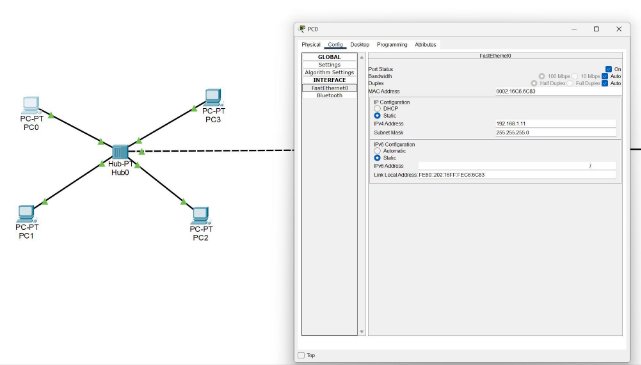 PC0
Physical Config Desktop Programming Attributes
GLOBAL
Settings
Algorithm Settings
INTERFACE
FastEthernet0
Bluetooth
FastEthernet0
Port Status On
Bandwidth 100 Mbps 10 Mbps Auto
Duplex Half Duplex Full Duplex Auto
MAC Address 0002.16C6.6C83
IP Configuration
DHCP
Static
IPv4 Address 192.168.1.11
Subnet Mask 255.255.255.0
IPv6 Configuration
Automatic
Static
IPv6 Address /
Link Local Address: FE80::202:16FF:FEC6:6C83
Top
PC-PT
PC0
PC-PT
PC3
Hub-PT
Hub0
PC-PT
PC1
PC-PT
PC2